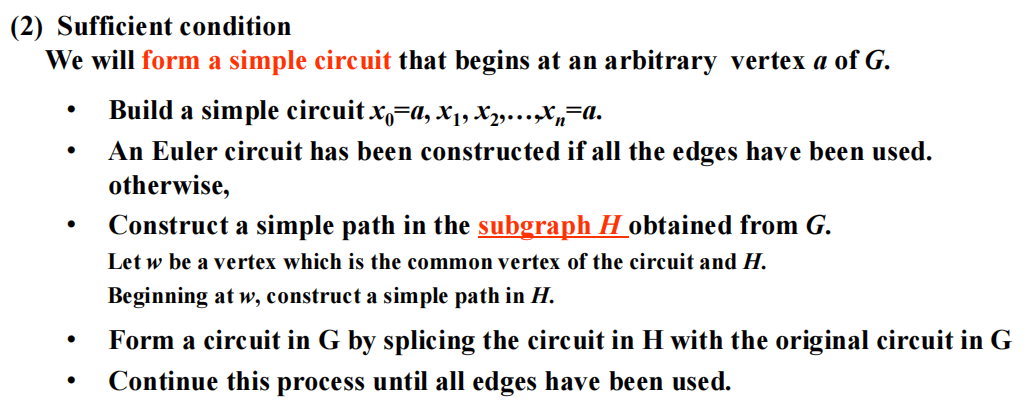 (2) Sufficient condition
We will form a simple circuit that begins at an arbitrary vertex a of G.
• Build a simple circuit x₀=a, x₁, x₂,…,xₙ=a.
• An Euler circuit has been constructed if all the edges have been used.
otherwise,
• Construct a simple path in the subgraph H obtained from G.
Let w be a vertex which is the common vertex of the circuit and H.
Beginning at w, construct a simple path in H.
• Form a circuit in G by splicing the circuit in H with the original circuit in G
• Continue this process until all edges have been used.